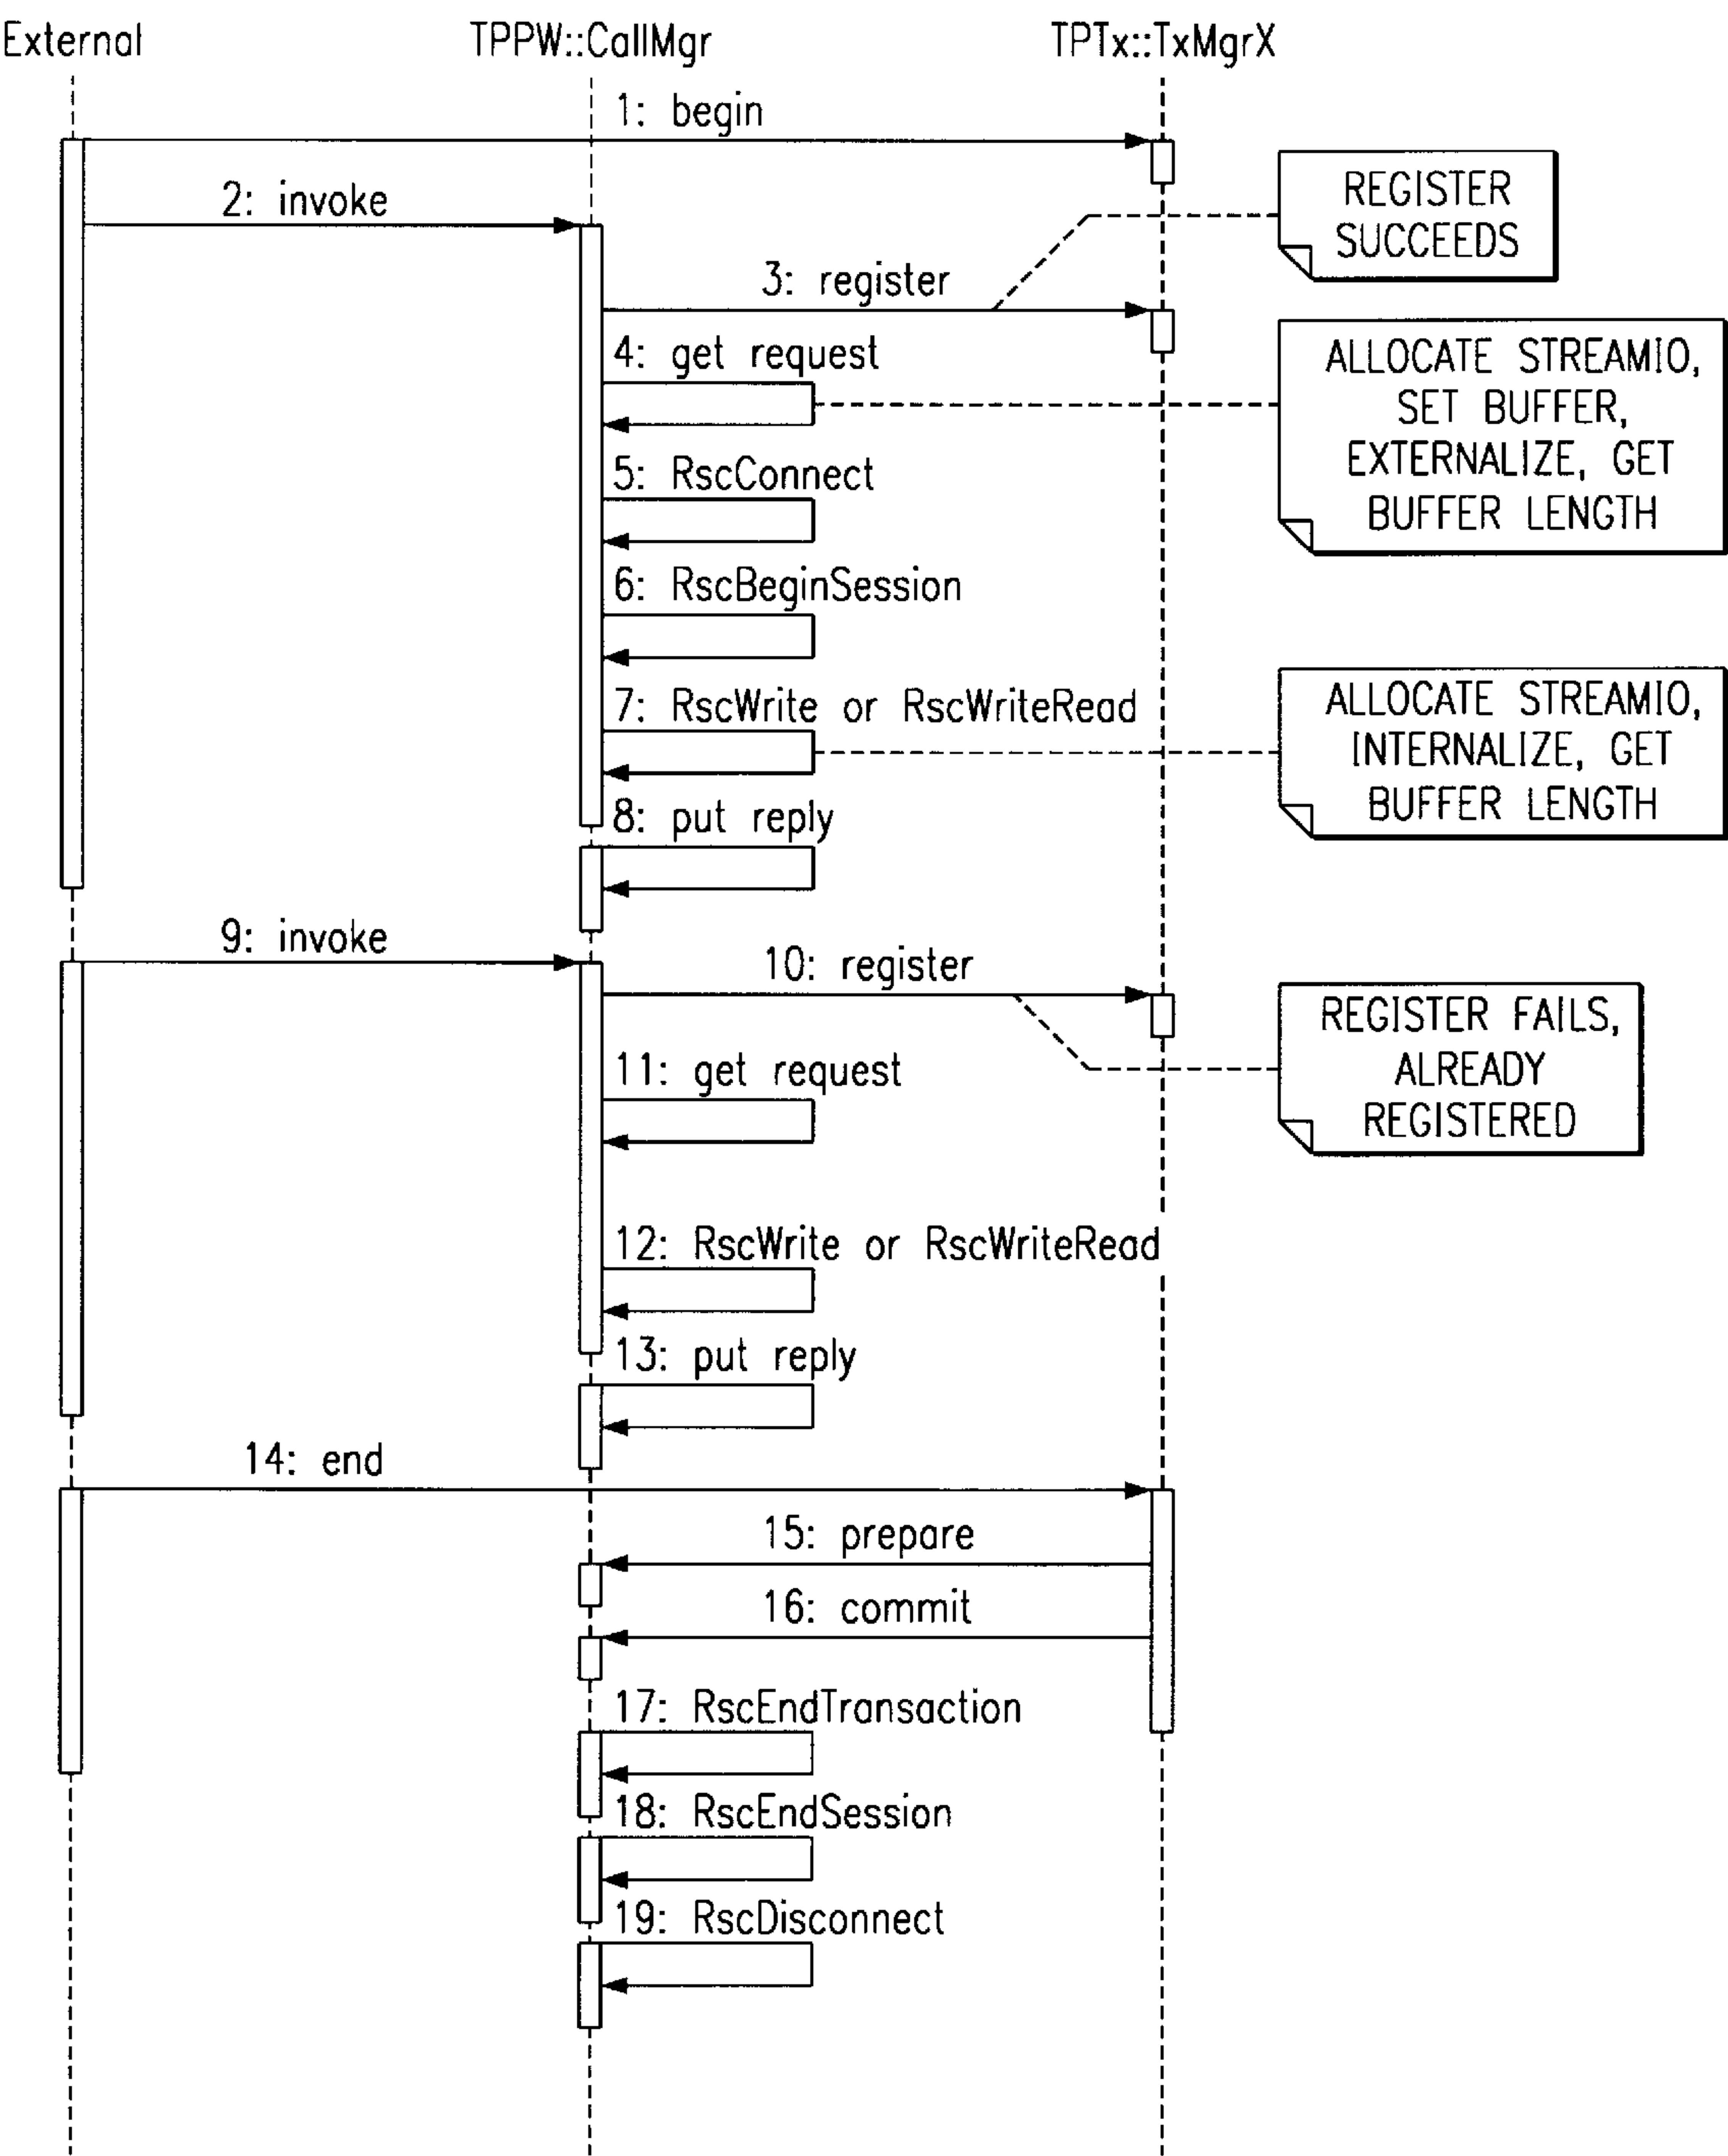 External TPPW::CallMgr TPTx::TxMgrX
1: begin
2: invoke
REGISTER
SUCCEEDS
3: register
4: get request
ALLOCATE STREAMIO,
SET BUFFER,
EXTERNALIZE, GET
BUFFER LENGTH
5: RscConnect
6: RscBeginSession
7: RscWrite or RscWriteRead
ALLOCATE STREAMIO,
INTERNALIZE, GET
BUFFER LENGTH
8: put reply
9: invoke
10: register
REGISTER FAILS,
ALREADY
REGISTERED
11: get request
12: RscWrite or RscWriteRead
13: put reply
14: end
15: prepare
16: commit
17: RscEndTransaction
18: RscEndSession
19: RscDisconnect